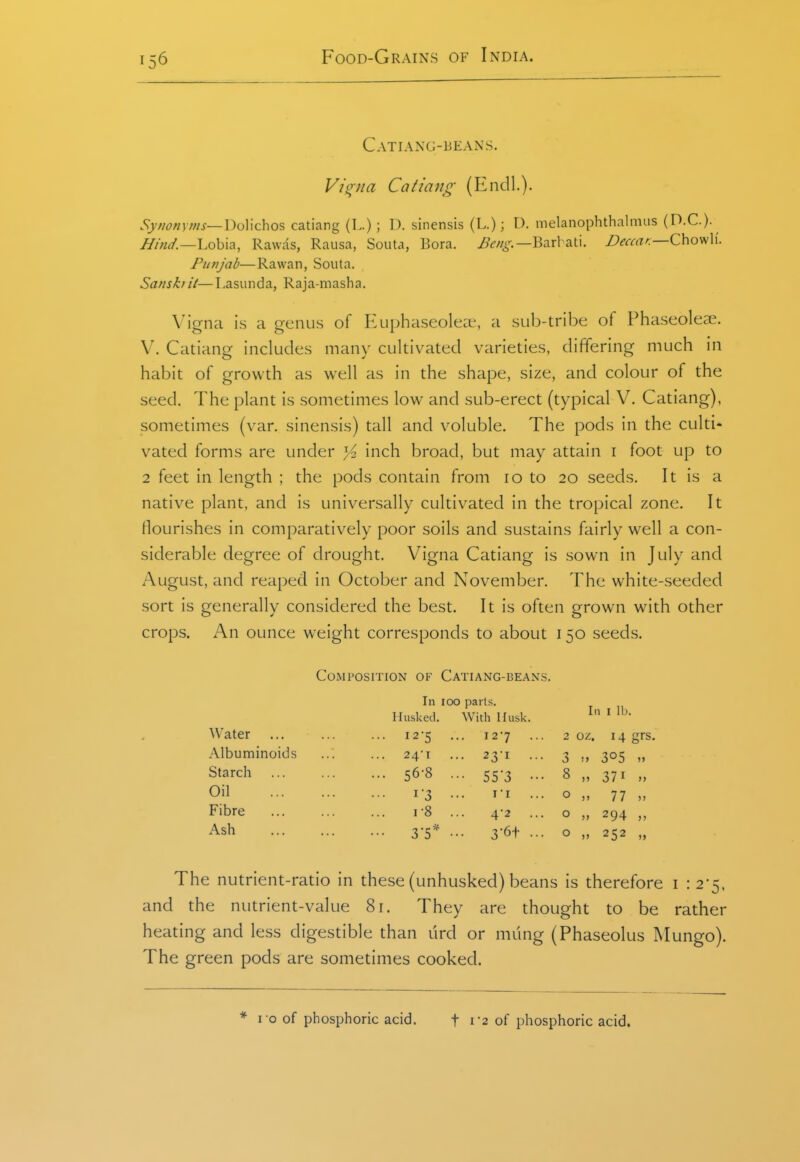 156 Food-Grains of India.
Catiang-beans.
Vigna Catiang (Endl.).
Synonyms—Dolichos catiang (L.) ; D. sinensis (L.) ; D. melanophthalmus (D.C.).
Hind.—Lobia, Rawás, Rausa, Souta, Bora. Beng.—Barbati. Deccan.—Chowlí.
Punjab—Rawan, Souta.
Sanskrit—Lasunda, Raja-masha.
Vigna is a genus of Euphaseoleæ, a sub-tribe of Phaseoleæ.
V. Catiang includes many cultivated varieties, differing much in
habit of growth as well as in the shape, size, and colour of the
seed. The plant is sometimes low and sub-erect (typical V. Catiang),
sometimes (var. sinensis) tall and voluble. The pods in the culti-
vated forms are under ½ inch broad, but may attain 1 foot up to
2 feet in length ; the pods contain from 10 to 20 seeds. It is a
native plant, and is universally cultivated in the tropical zone. It
flourishes in comparatively poor soils and sustains fairly well a con-
siderable degree of drought. Vigna Catiang is sown in July and
August, and reaped in October and November. The white-seeded
sort is generally considered the best. It is often grown with other
crops. An ounce weight corresponds to about 150 seeds.
Composition of Catiang-beans.
In 100 parts.
Husked. With Husk. In 1 lb.
Water ... ... ... 12·5 ... 12·7 ... 2 oz. 14 grs.
Albuminoids ... ... 24·1 ... 23·1 ... 3 „ 305 „
Starch ... ... ... 56·8 ... 55·3 ... 8 „ 371 „
Oil ... ... ... 1·3 ... 1·1 ... 0 „ 77 „
Fibre ... ... ... 1·8 ... 4·2 ... 0 „ 294 „
Ash ... ... ... 3·5* ... 3·6† ... 0 „ 252 „
The nutrient-ratio in these (unhusked) beans is therefore 1 : 2·5,
and the nutrient-value 81. They are thought to be rather
heating and less digestible than úrd or múng (Phaseolus Mungo).
The green pods are sometimes cooked.
* 1·0 of phosphoric acid. † 1·2 of phosphoric acid.